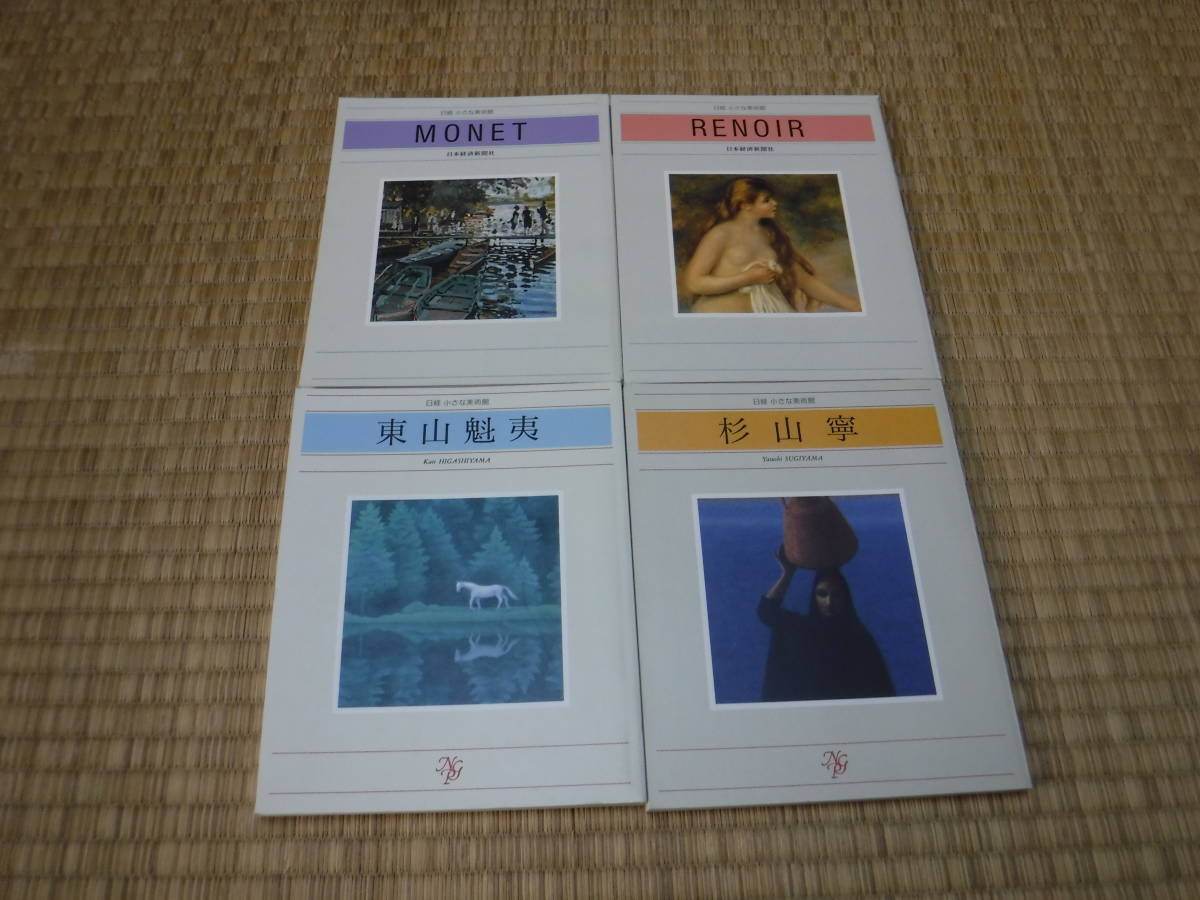 日経 小さな美術館
MONET
日本経済新聞社
日経 小さな美術館
RENOIR
日本経済新聞社
日経 小さな美術館
東山魁夷
Kaii HIGASHIYAMA
NPG
日経 小さな美術館
杉山寧
Yasushi SUGIYAMA
NPG